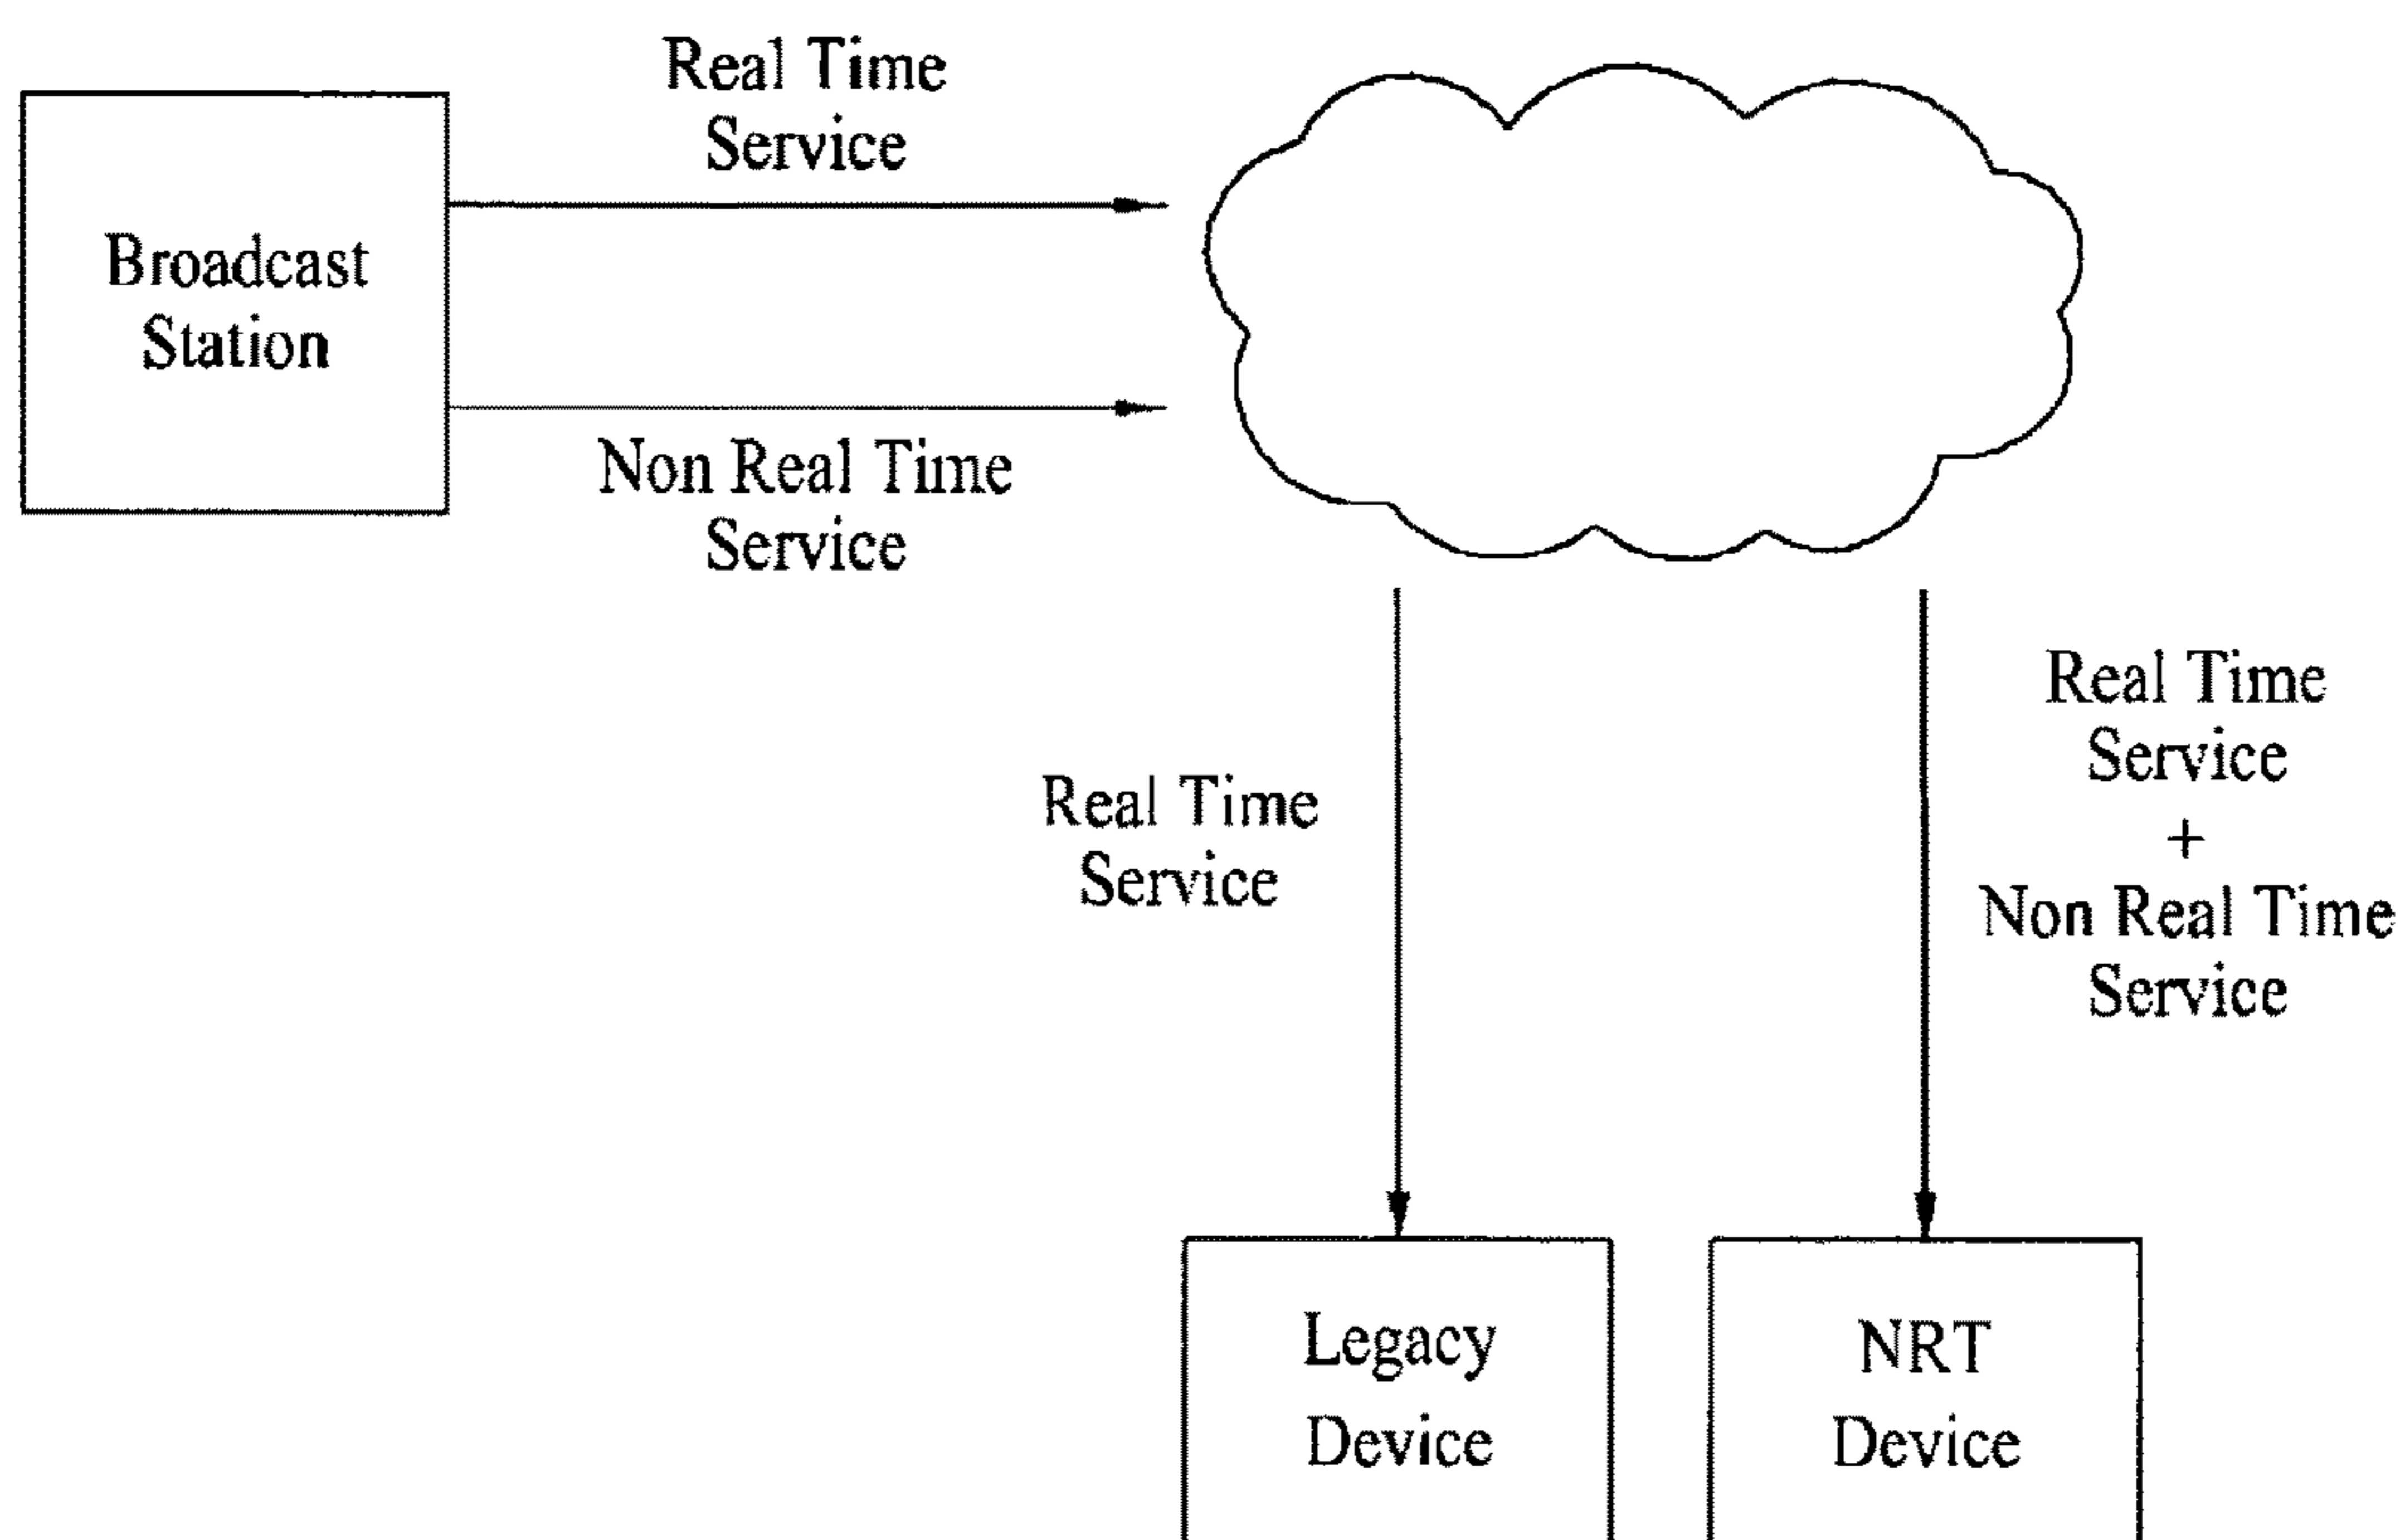 Real Time
Service
Broadcast
Station
Non Real Time
Service
Real Time
Service
Real Time
Service
+
Non Real Time
Service
Legacy
Device
NRT
Device